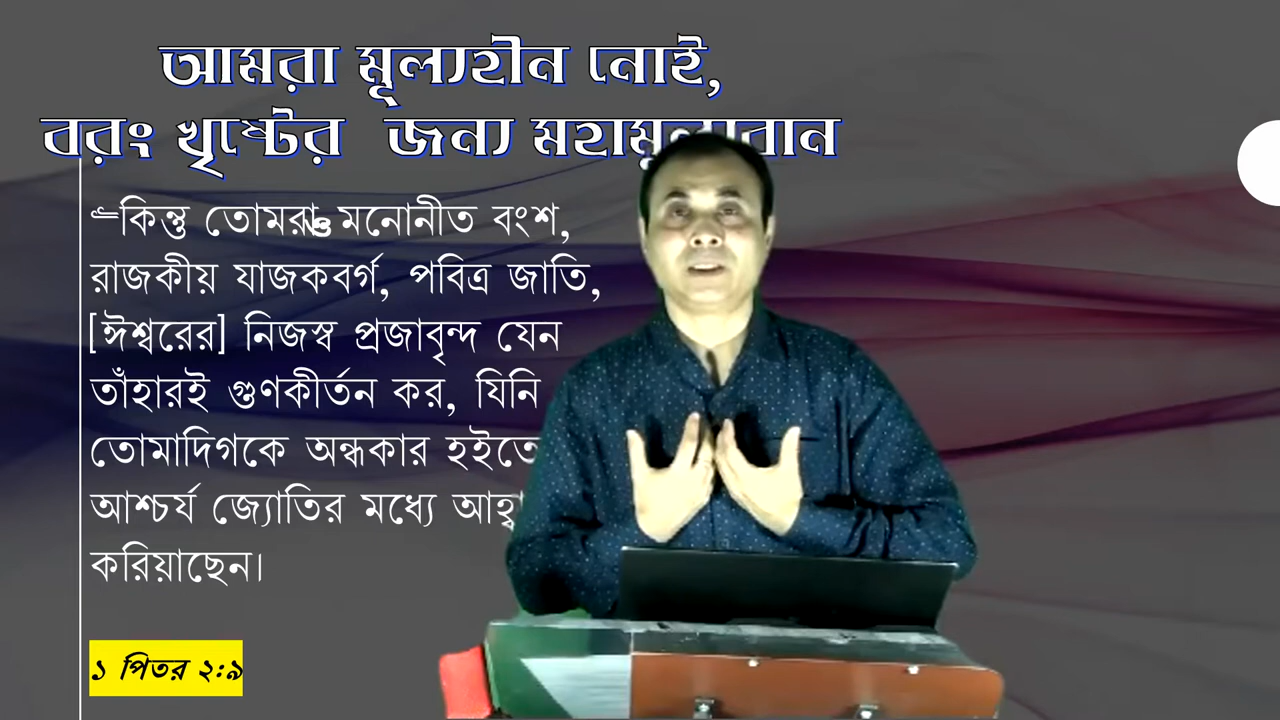 আমরা মূল্যহীন নোই,
বরং খৃষ্টের জন্য
কিন্তু তোমরা মনোনীত বংশ,
রাজকীয় যাজকবর্গ, পবিত্র জাতি,
[ঈশ্বরের] নিজস্ব প্রজাবৃন্দ যেন
তাঁহারই গুণকীর্তন কর, যিনি
তোমাদিগকে অন্ধকার হইতে
আশ্চর্য জ্যোতির মধ্যে
করিয়াছেন।
১ পিতর ২:৯